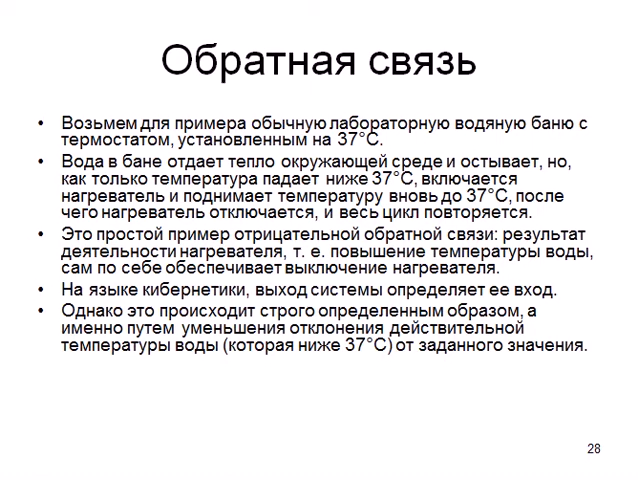 Обратная связь
• Возьмем для примера обычную лабораторную водяную баню с
термостатом, установленным на 37°С.
• Вода в бане отдает тепло окружающей среде и остывает, но,
как только температура падает ниже 37°С, включается
нагреватель и поднимает температуру вновь до 37°С, после
чего нагреватель отключается, и весь цикл повторяется.
• Это простой пример отрицательной обратной связи: результат
деятельности нагревателя, т. е. повышение температуры воды,
сам по себе обеспечивает выключение нагревателя.
• На языке кибернетики, выход системы определяет ее вход.
• Однако это происходит строго определенным образом, а
именно путем уменьшения отклонения действительной
температуры воды (которая ниже 37°С) от заданного значения.
28